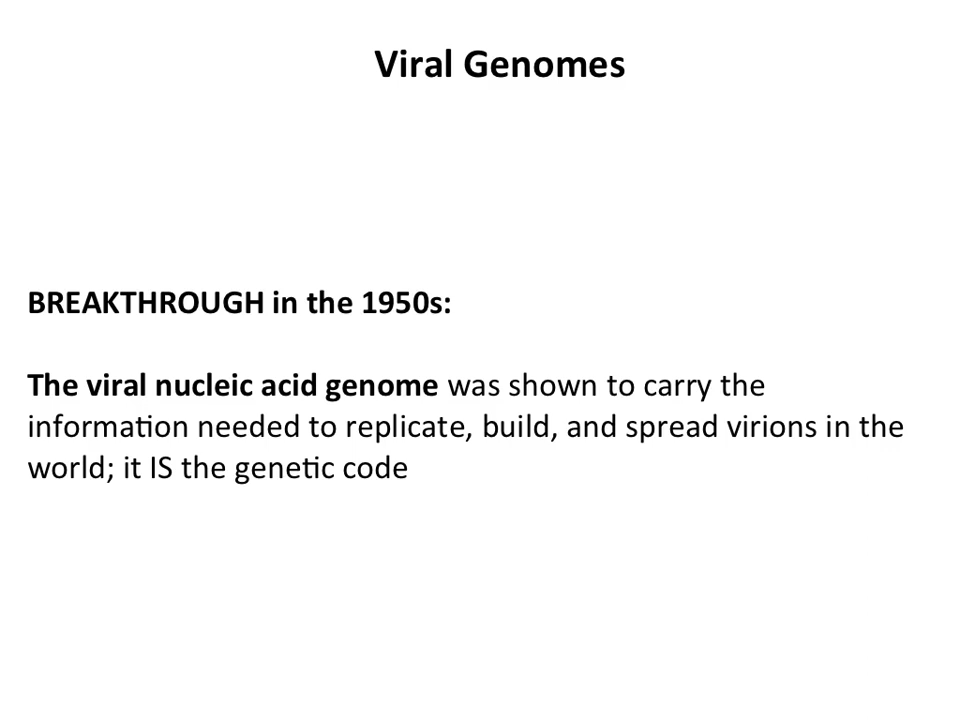 Viral Genomes
BREAKTHROUGH in the 1950s:
The viral nucleic acid genome was shown to carry the
information needed to replicate, build, and spread virions in the
world; it IS the genetic code